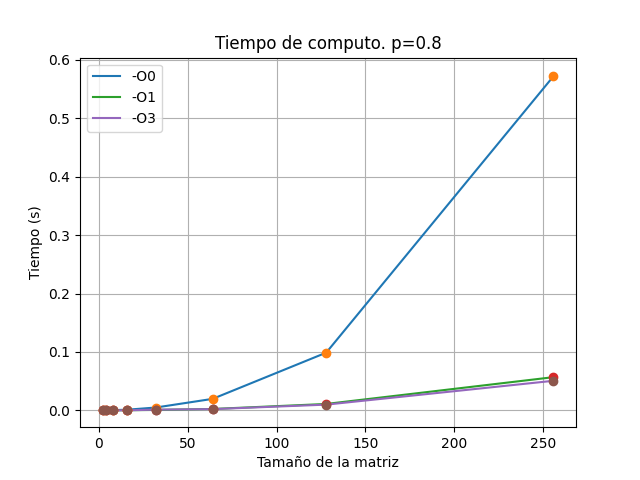 Tiempo de computo. p=0.8
-O0
-O1
-O3
Tiempo (s)
0.6
0.5
0.4
0.3
0.2
0.1
0.0
0 50 100 150 200 250
Tamaño de la matriz